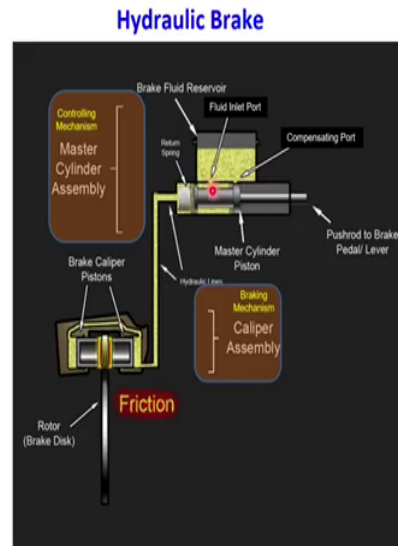 Hydraulic Brake
Brake Fluid Reservoir
Fluid Inlet Port
Controlling
Mechanism
Master
Cylinder
Assembly
Return
Spring
Compensating Port
Pushrod to Brake
Pedal/ Lever
Master Cylinder
Piston
Brake Caliper
Pistons
Hydraulic Lines
Braking
Mechanism
Caliper
Assembly
Friction
Rotor
(Brake Disk)